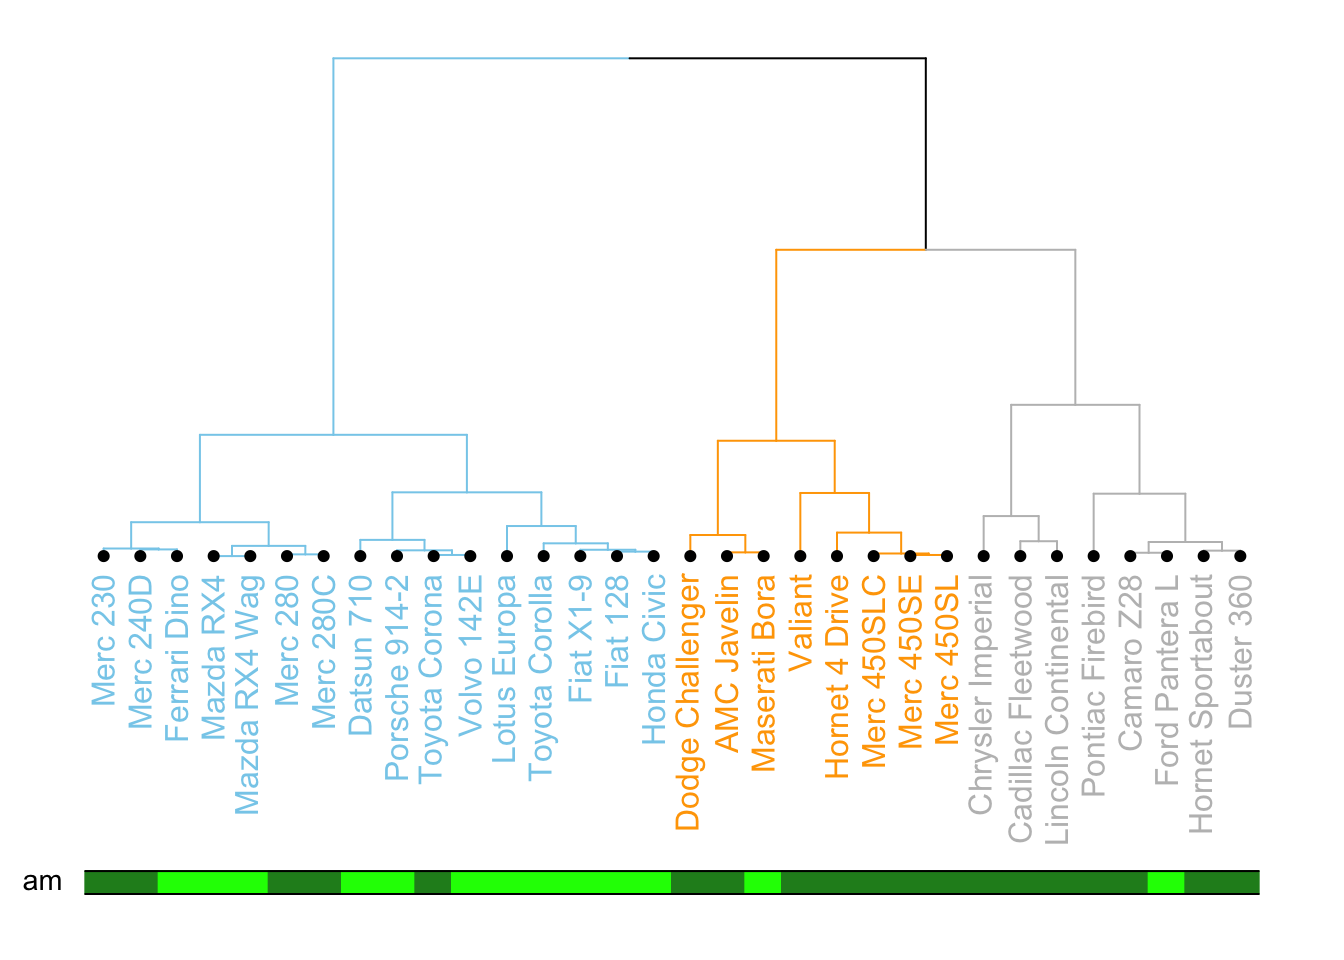 Merc 230
Merc 240D
Ferrari Dino
Mazda RX4
Mazda RX4 Wag
Merc 280
Merc 280C
Datsun 710
Porsche 914-2
Toyota Corona
Volvo 142E
Lotus Europa
Toyota Corolla
Fiat X1-9
Fiat 128
Honda Civic
Dodge Challenger
AMC Javelin
Maserati Bora
Valiant
Hornet 4 Drive
Merc 450SLC
Merc 450SE
Merc 450SL
Chrysler Imperial
Cadillac Fleetwood
Lincoln Continental
Pontiac Firebird
Camaro Z28
Ford Pantera L
Hornet Sportabout
Duster 360
am